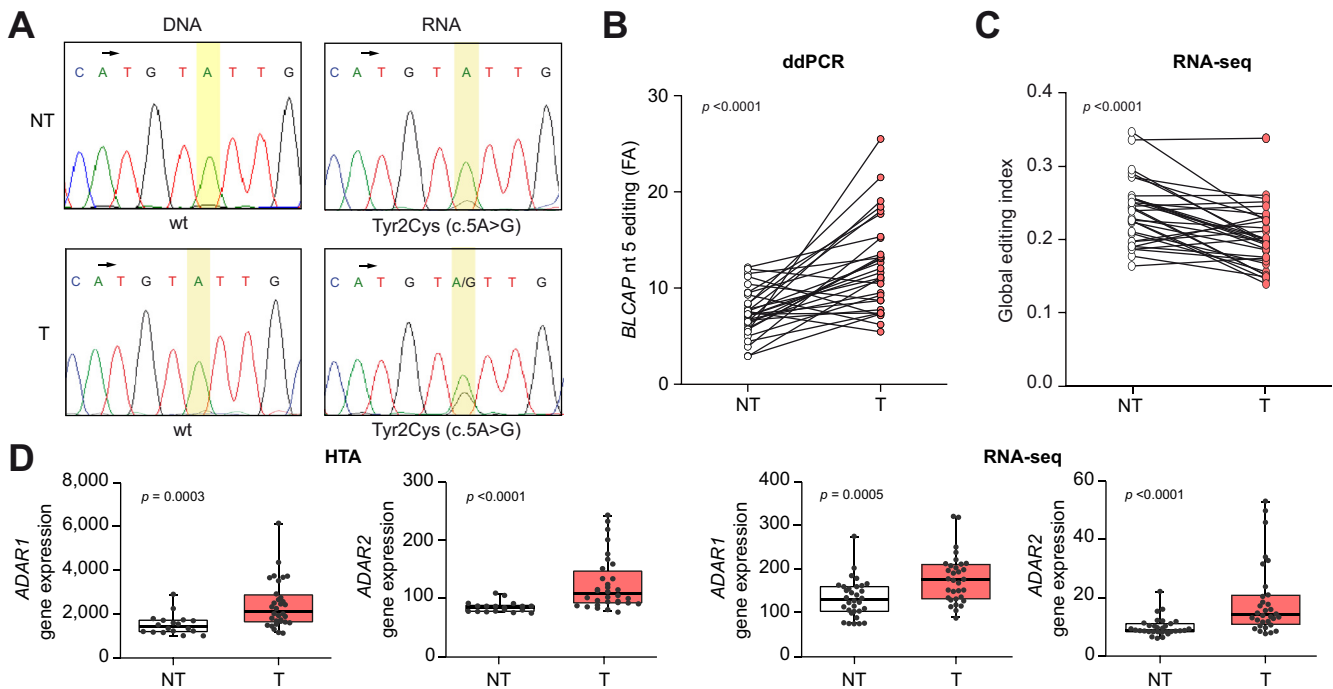 A
DNA
RNA
C A T G T A T T G
C A T G T A T T G
NT
wt
Tyr2Cys (c.5A>G)
C A T G T A T T G
C A T G T A/G T T G
T
wt
Tyr2Cys (c.5A>G)
B
ddPCR
p <0.0001
BLCAP nt 5 editing (FA)
30
20
10
0
NT
T
C
RNA-seq
p <0.0001
Global editing index
0.4
0.3
0.2
0.1
0.0
NT
T
D
HTA
ADAR1
gene expression
8,000
6,000
4,000
2,000
0
p = 0.0003
NT
T
ADAR2
gene expression
300
200
100
0
p <0.0001
NT
T
RNA-seq
ADAR1
gene expression
400
300
200
100
0
p = 0.0005
NT
T
ADAR2
gene expression
60
40
20
0
p <0.0001
NT
T